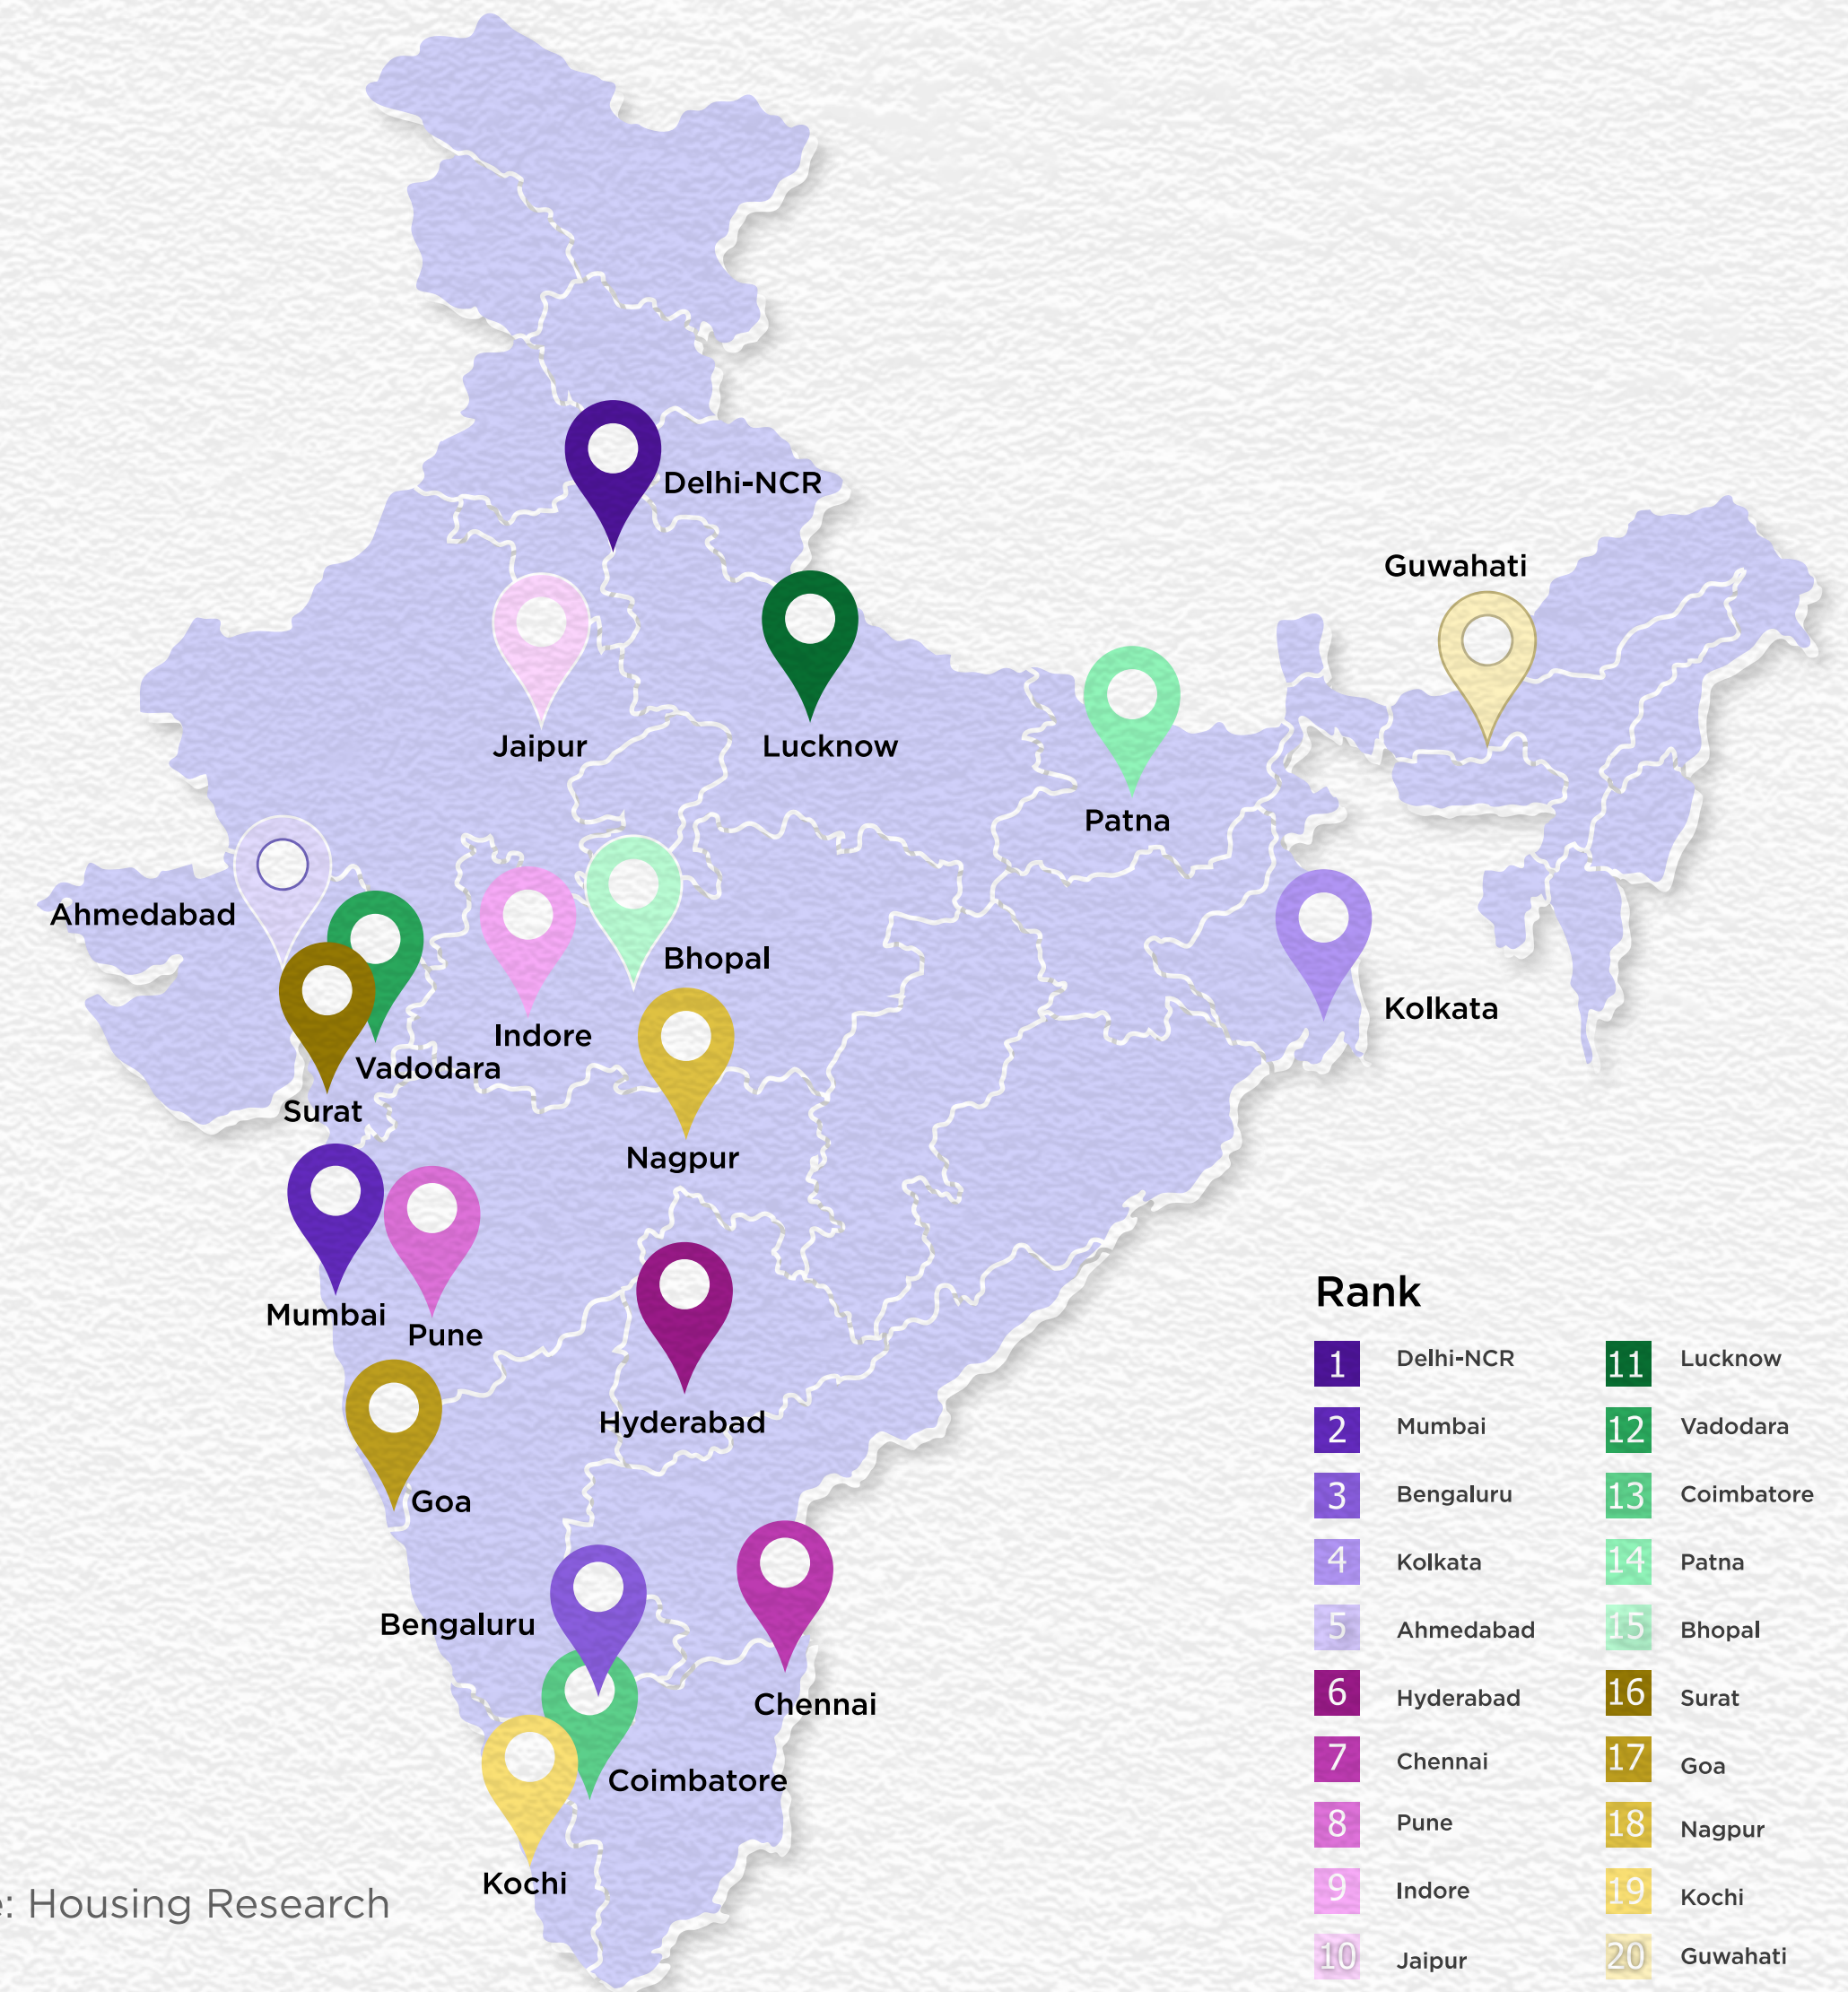 Delhi-NCR
Guwahati
Jaipur
Lucknow
Patna
Ahmedabad
Bhopal
Kolkata
Indore
Vadodara
Surat
Nagpur
Mumbai
Pune
Hyderabad
Goa
Bengaluru
Chennai
Coimbatore
Kochi
Rank
1 Delhi-NCR
2 Mumbai
3 Bengaluru
4 Kolkata
5 Ahmedabad
6 Hyderabad
7 Chennai
8 Pune
9 Indore
10 Jaipur
11 Lucknow
12 Vadodara
13 Coimbatore
14 Patna
15 Bhopal
16 Surat
17 Goa
18 Nagpur
19 Kochi
20 Guwahati
e: Housing Research